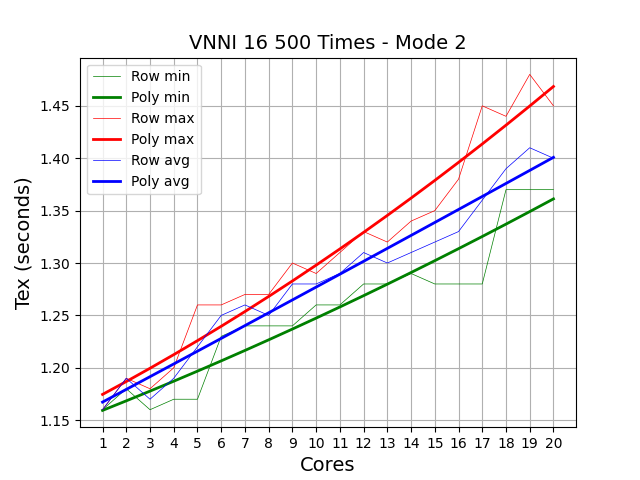 VNNI 16 500 Times - Mode 2
Row min
Poly min
Row max
Poly max
Row avg
Poly avg
Tex (seconds)
1.45
1.40
1.35
1.30
1.25
1.20
1.15
1 2 3 4 5 6 7 8 9 10 11 12 13 14 15 16 17 18 19 20
Cores